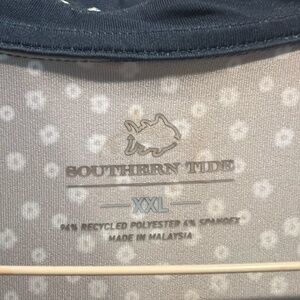 SOUTHERN TIDE
XXL
94% RECYCLED POLYESTER 6% SPANDEX
MADE IN MALAYSIA